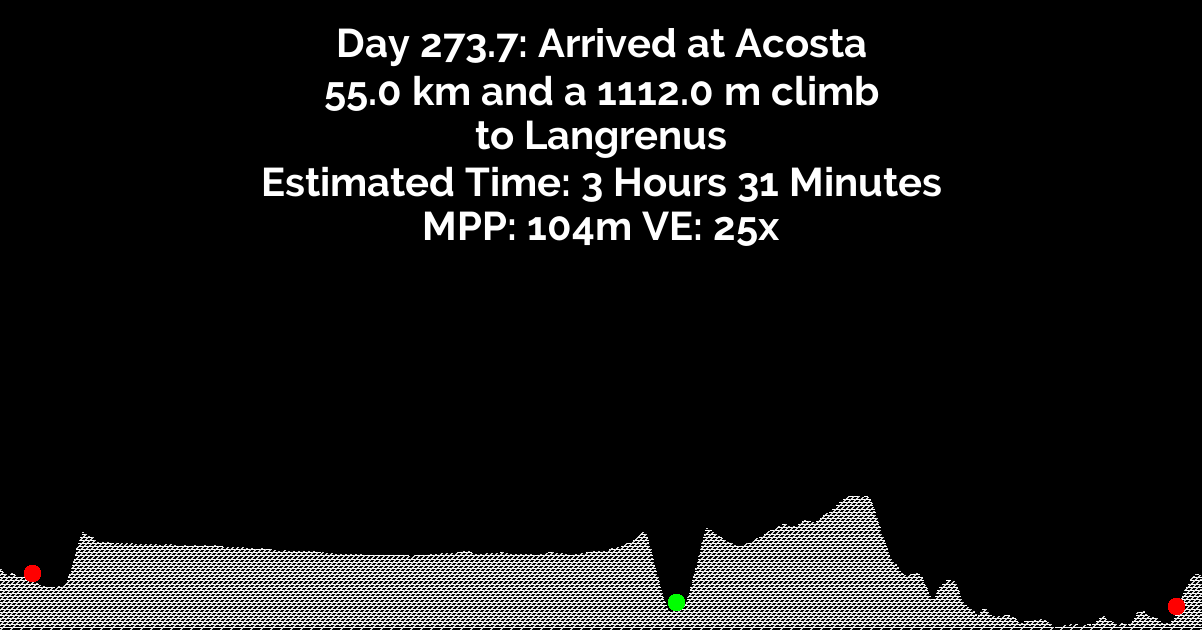 Day 273.7: Arrived at Acosta
55.0 km and a 1112.0 m climb
to Langrenus
Estimated Time: 3 Hours 31 Minutes
MPP: 104m VE: 25x